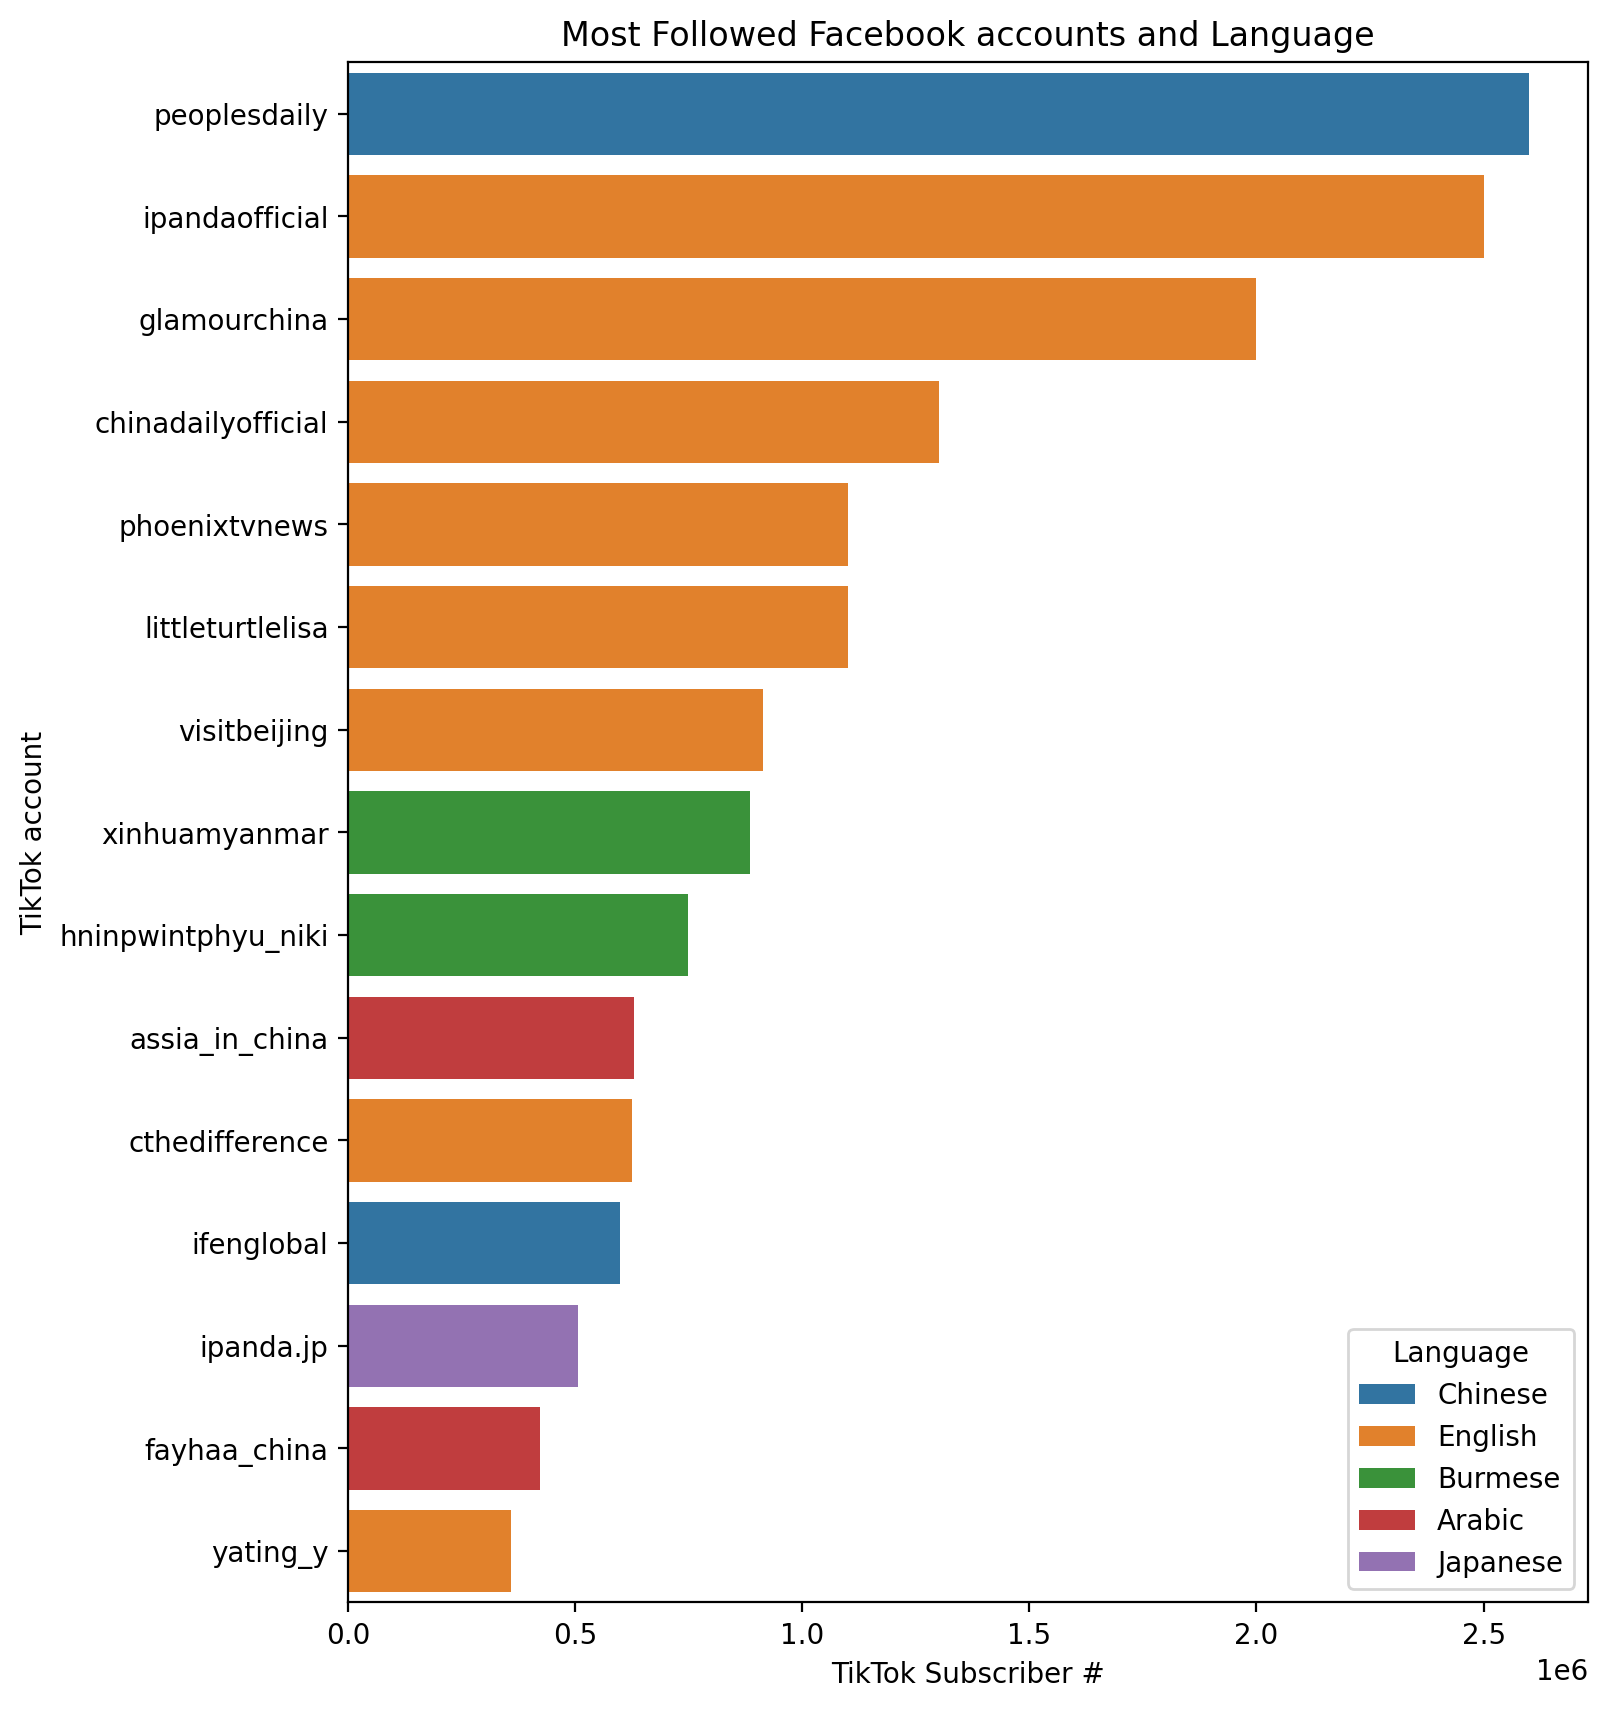 Most Followed Facebook accounts and Language
TikTok account
peoplesdaily
ipandaofficial
glamourchina
chinadailyofficial
phoenixtvnews
littleturtlelisa
visitbeijing
xinhuamyanmar
hninpwintphyu_niki
assia_in_china
cthedifference
ifenglobal
ipanda.jp
fayhaa_china
yating_y
Language
Chinese
English
Burmese
Arabic
Japanese
0.0 0.5 1.0 1.5 2.0 2.5
TikTok Subscriber #
1e6